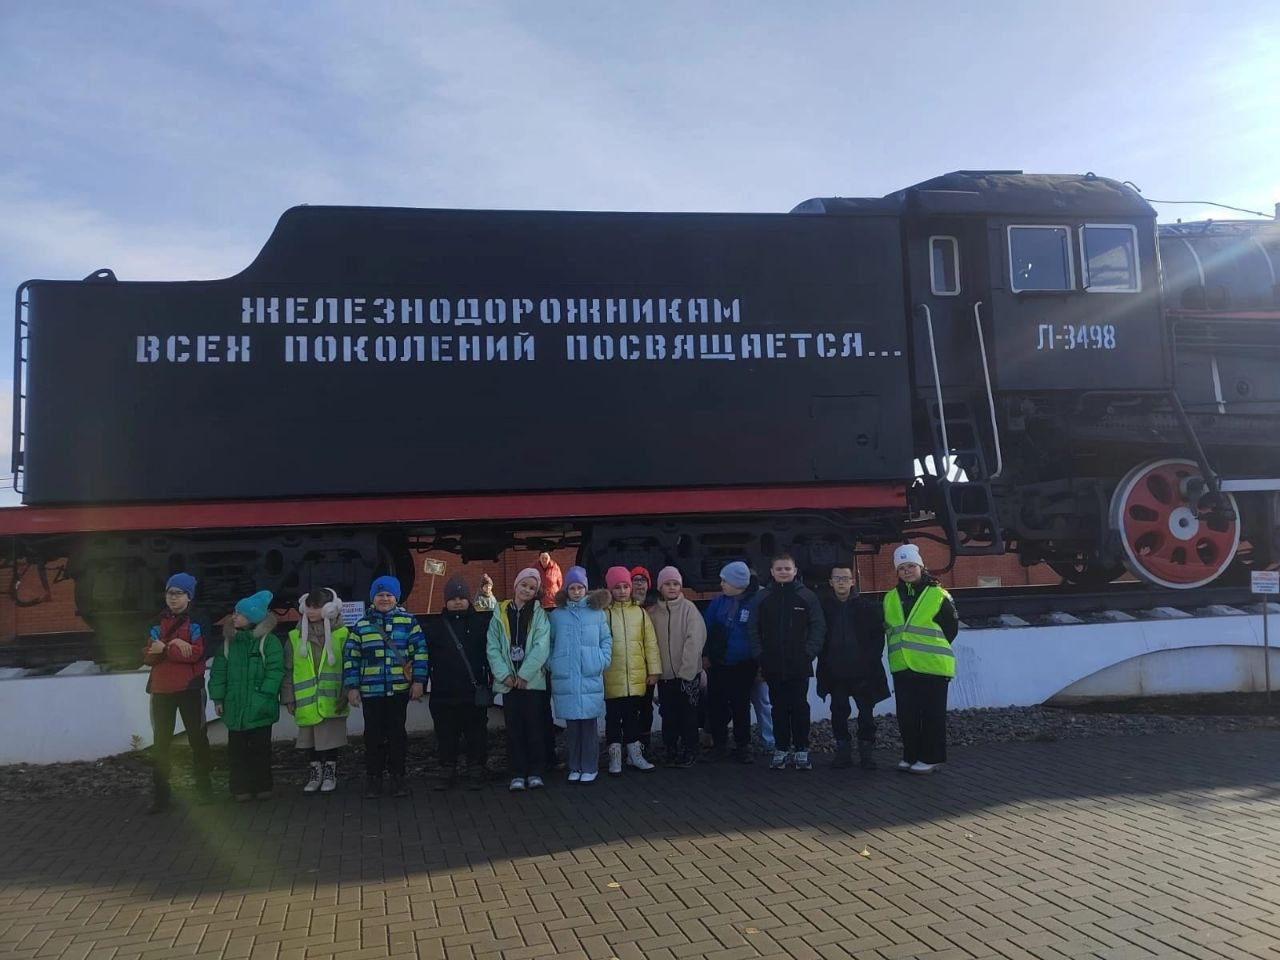 ЖЕЛЕЗНОДОРОЖНИКАМ
ВСЕХ ПОКОЛЕНИЙ ПОСВЯЩАЕТСЯ...
Л-3498